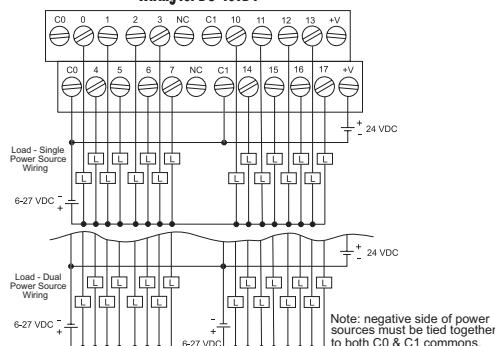 C0 0 1 2 3 NC C1 10 11 12 13 +V
C0 4 5 6 7 NC C1 14 15 16 17 +V
+
-
24 VDC
Load - Single
Power Source
Wiring
L L L L L L L L
L L L L L L L L
6-27 VDC
-
+
+
-
24 VDC
Load - Dual
Power Source
Wiring
L L L L L L L L
L L L L L L L L
6-27 VDC
-
+
6-27 VDC
-
+
Note: negative side of power
sources must be tied together
to both C0 & C1 commons.